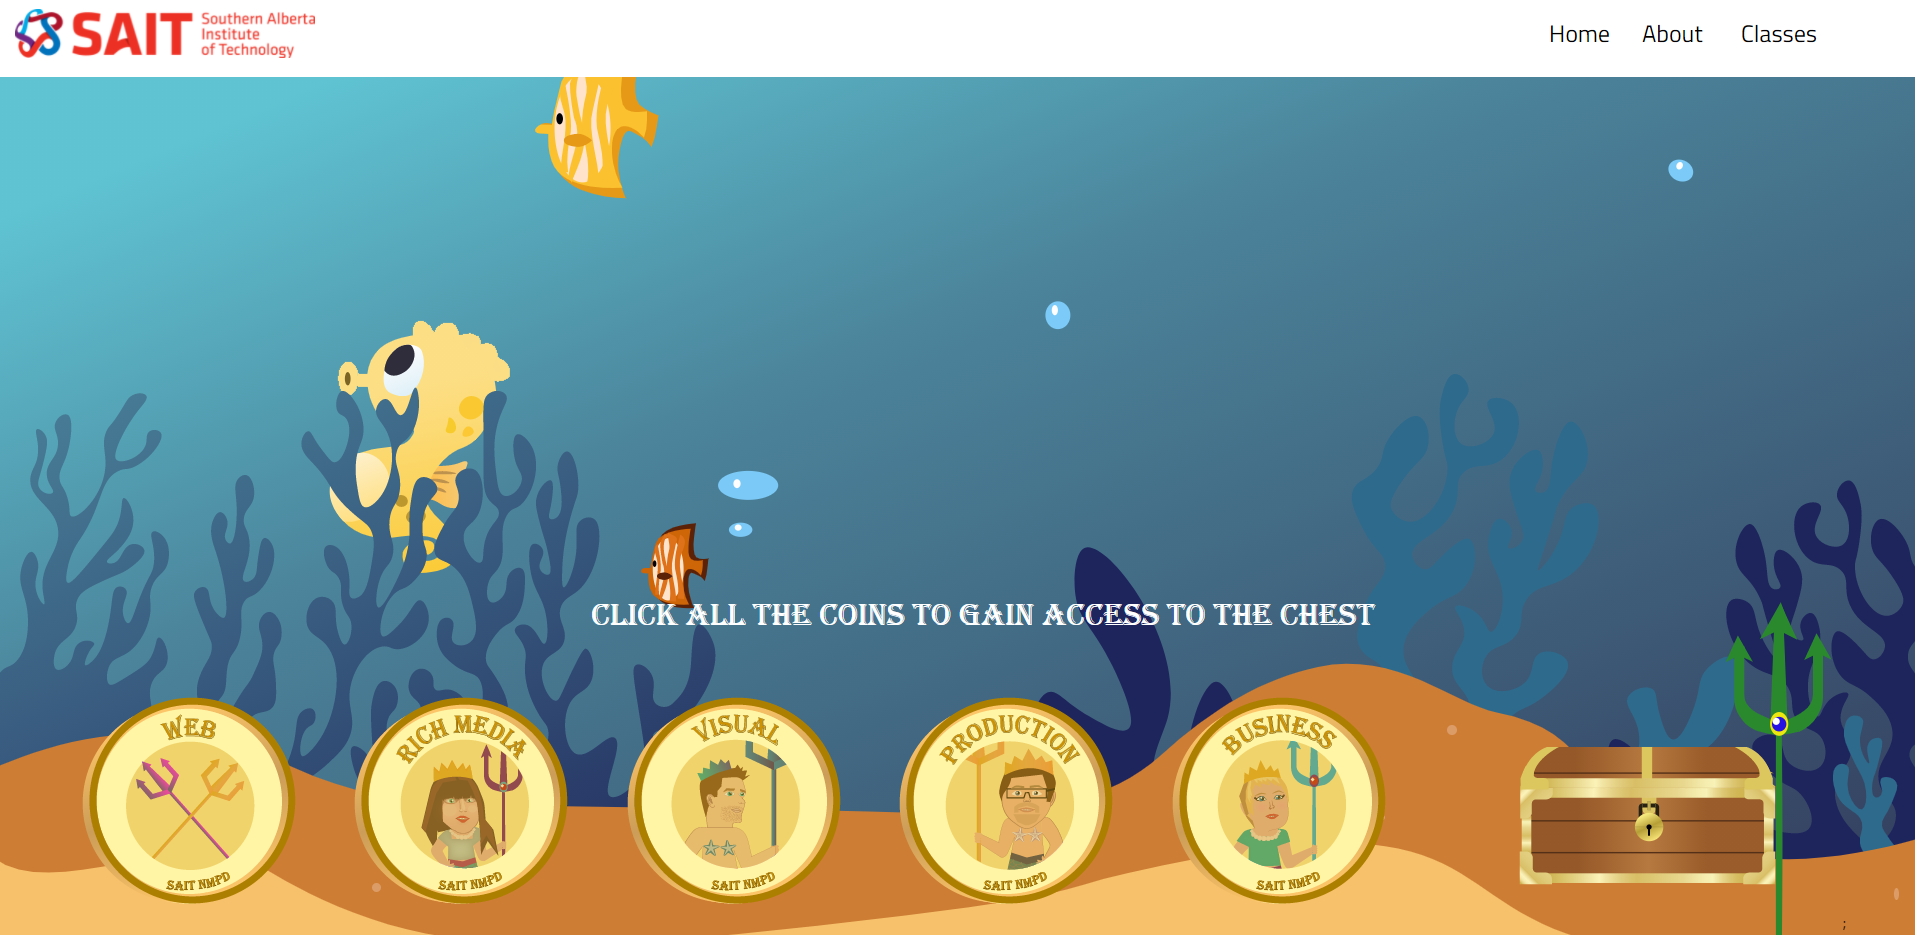 SAIT
Southern Alberta
Institute
of Technology
Home About Classes
CLICK ALL THE COINS TO GAIN ACCESS TO THE CHEST
WEB
SAIT NMPD
RICH MEDIA
SAIT NMPD
VISUAL
SAIT NMPD
PRODUCTION
SAIT NMPD
BUSINESS
SAIT NMPD
;